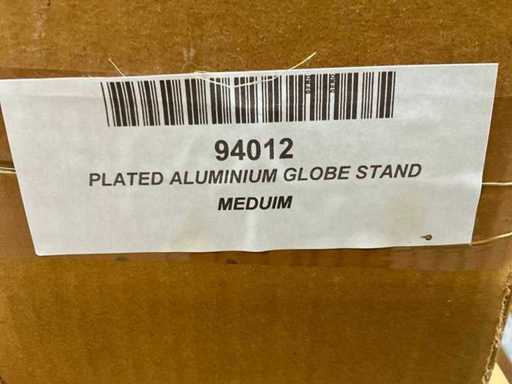 94012
PLATED ALUMINIUM GLOBE STAND
MEDUIM